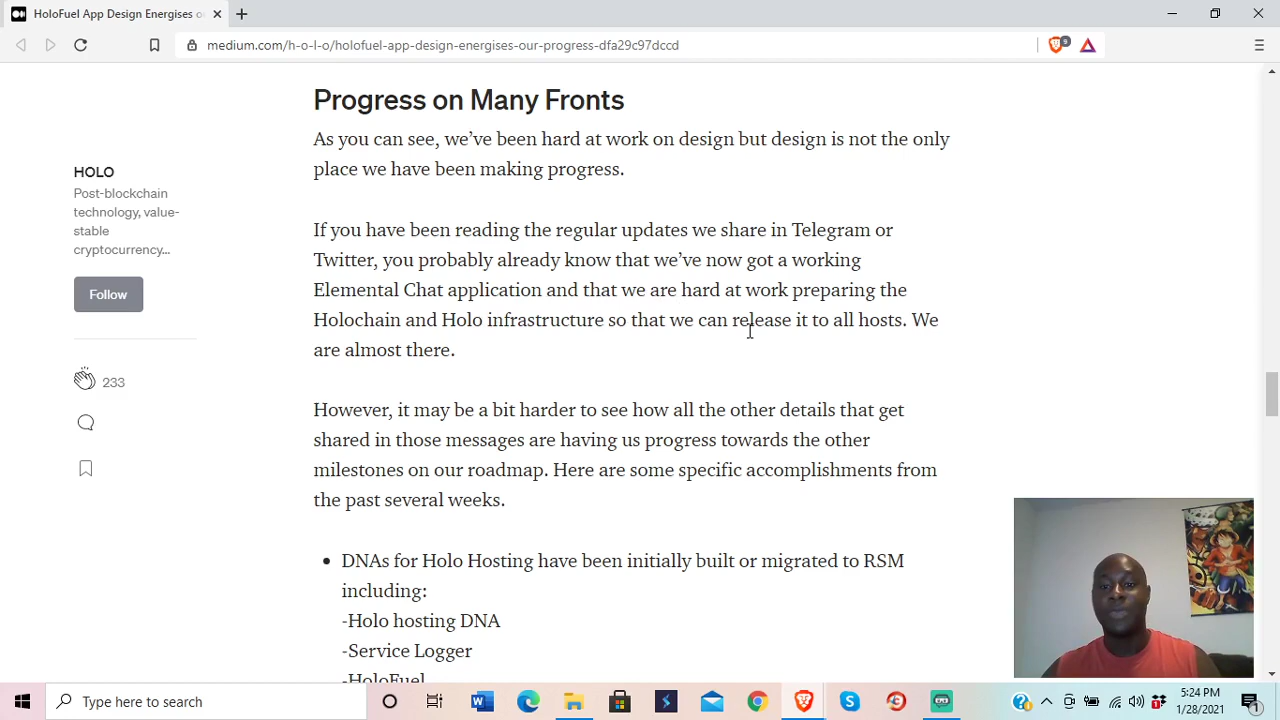 HoloFuel App Design Energises o
medium.com/h-o-l-o/holofuel-app-design-energises-our-progress-dfa29c97dccd
9
Progress on Many Fronts
As you can see, we've been hard at work on design but design is not the only
place we have been making progress.
HOLO
Post-blockchain
technology, value-
stable
cryptocurrency...
Follow
233
If you have been reading the regular updates we share in Telegram or
Twitter, you probably already know that we've now got a working
Elemental Chat application and that we are hard at work preparing the
Holochain and Holo infrastructure so that we can release it to all hosts. We
are almost there.
However, it may be a bit harder to see how all the other details that get
shared in those messages are having us progress towards the other
milestones on our roadmap. Here are some specific accomplishments from
the past several weeks.
• DNAs for Holo Hosting have been initially built or migrated to RSM
including:
-Holo hosting DNA
-Service Logger
-HoloFuel
Type here to search
5:24 PM
1/28/2021